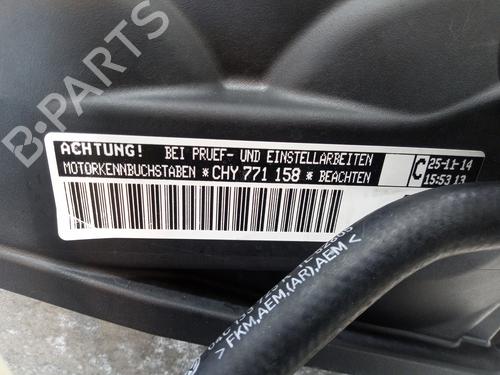 B-PARTS
ACHTUNG! BEI PRUEF- UND EINSTELLARBEITEN
MOTORKENNBUCHSTABEN *CHY 771 158* BEACHTEN
C
25-11-14
15:53 13
>FKM,AEM,(AR),AEM<